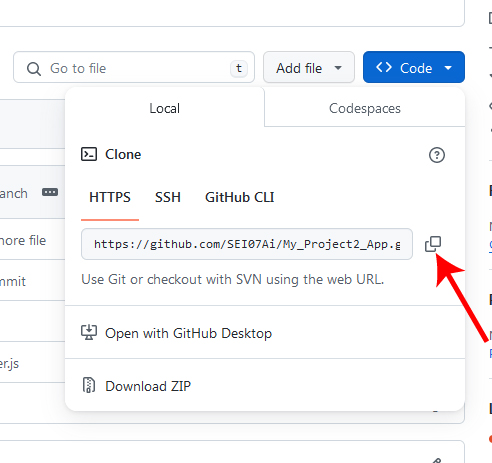 Go to file
t
Add file
Code
Local
Codespaces
Clone
anch
HTTPS
SSH
GitHub CLI
nore file
https://github.com/SEI07Ai/My_Project2_App.g
mmit
Use Git or checkout with SVN using the web URL.
Open with GitHub Desktop
er.js
Download ZIP